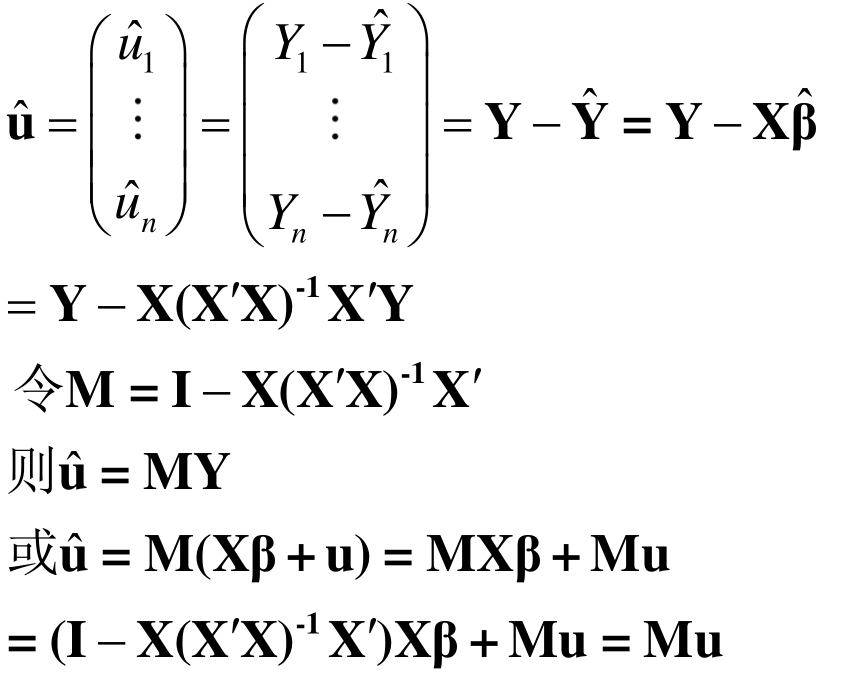 û = (û₁ ⋮ ûₙ) = (Y₁ − Ŷ₁ ⋮ Yₙ − Ŷₙ) = Y − Ŷ = Y − Xβ̂
= Y − X(X′X)⁻¹X′Y
令M = I − X(X′X)⁻¹X′
则û = MY
或û = M(Xβ + u) = MXβ + Mu
= (I − X(X′X)⁻¹X′)Xβ + Mu = Mu